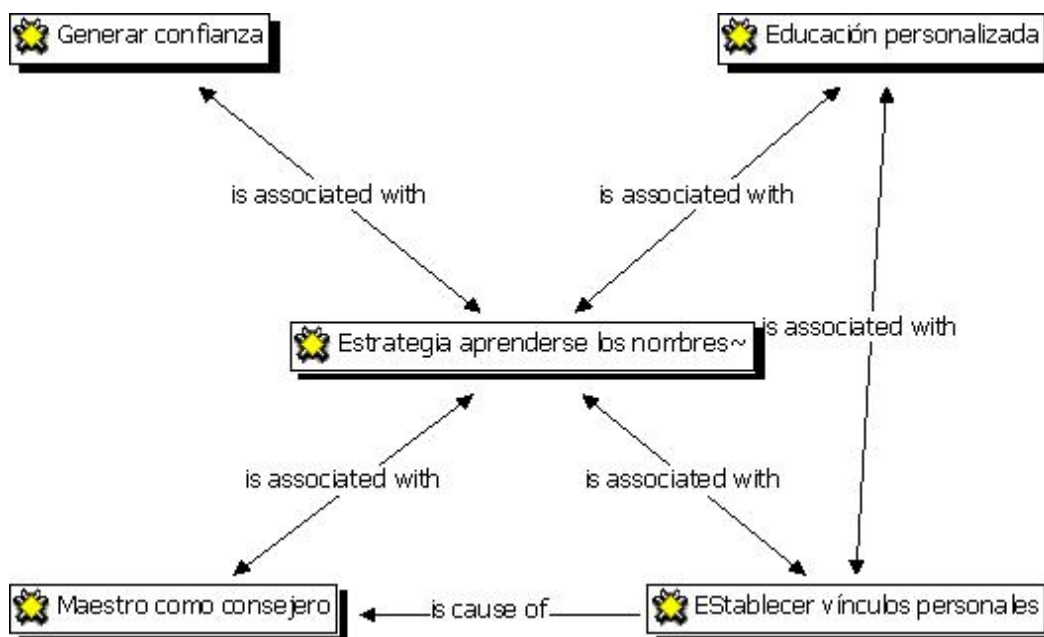 Generar confianza
Educación personalizada
is associated with
is associated with
is associated with
Estrategia aprenderse los nombres~
is associated with
is associated with
Maestro como consejero
is cause of
EStablecer vínculos personales